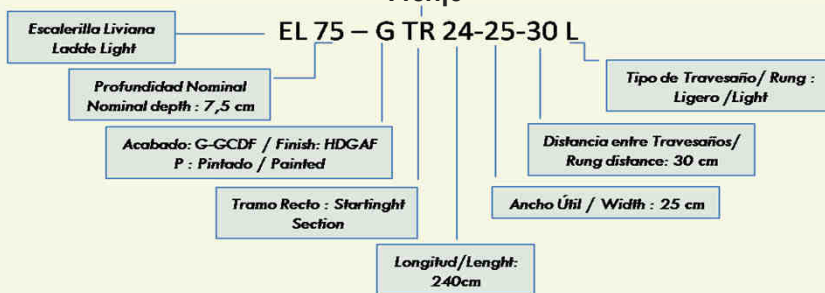 EL 75 – G TR 24-25-30 L
Escalerilla Liviana
Ladde Light
Profundidad Nominal
Nominal depth : 7,5 cm
Tipo de Travesaño/ Rung :
Ligero /Light
Acabado: G-GCDF / Finish: HDGAF
P : Pintado / Painted
Distancia entre Travesaños/
Rung distance: 30 cm
Tramo Recto : Startinght
Section
Ancho Útil / Width : 25 cm
Longitud/Lenght:
240cm